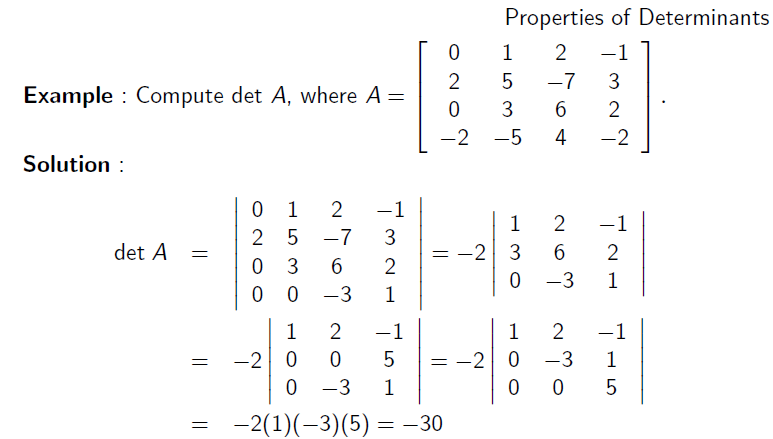 Properties of Determinants
Example : Compute det A, where A = [ 0 1 2 −1
2 5 −7 3
0 3 6 2
−2 −5 4 −2 ] .
Solution :
det A = | 0 1 2 −1
2 5 −7 3
0 3 6 2
0 0 −3 1 | = −2 | 1 2 −1
3 6 2
0 −3 1 |
= −2 | 1 2 −1
0 0 5
0 −3 1 | = −2 | 1 2 −1
0 −3 1
0 0 5 |
= −2(1)(−3)(5) = −30